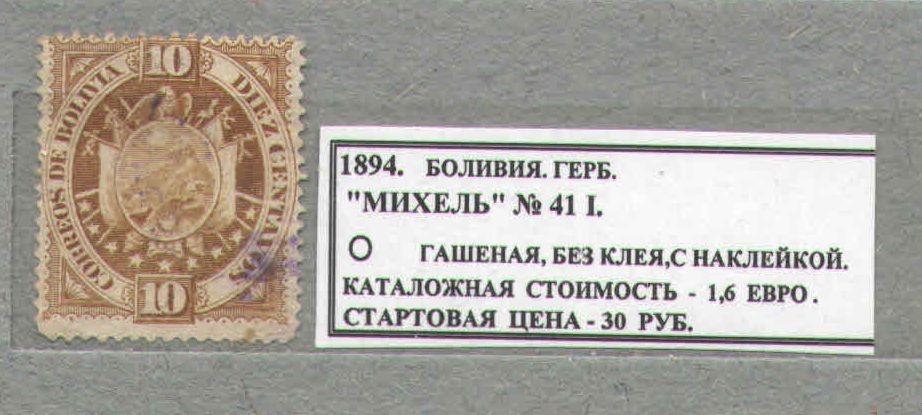 10 10
CORREOS DE BOLIVIA
DIEZ CENTAVOS
10
1894. БОЛИВИЯ. ГЕРБ.
"МИХЕЛЬ" № 41 I.
О ГАШЕНАЯ, БЕЗ КЛЕЯ,С НАКЛЕЙКОЙ.
КАТАЛОЖНАЯ СТОИМОСТЬ - 1,6 ЕВРО.
СТАРТОВАЯ ЦЕНА - 30 РУБ.